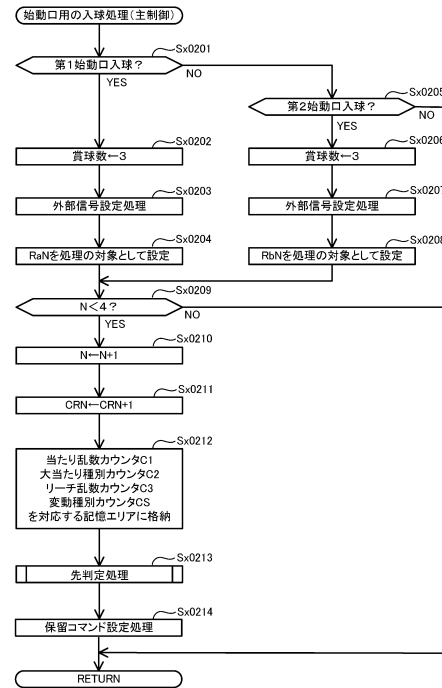 始動口用の入球処理(主制御)
Sx0201
第1始動口入球？
NO
YES
Sx0205
第2始動口入球？
NO
YES
Sx0202
賞球数←3
Sx0206
賞球数←3
Sx0203
外部信号設定処理
Sx0207
外部信号設定処理
Sx0204
RaNを処理の対象として設定
Sx0208
RbNを処理の対象として設定
Sx0209
N＜4？
NO
YES
Sx0210
N←N+1
Sx0211
CRN←CRN+1
Sx0212
当たり乱数カウンタC1
大当たり種別カウンタC2
リーチ乱数カウンタC3
変動種別カウンタCS
を対応する記憶エリアに格納
Sx0213
先判定処理
Sx0214
保留コマンド設定処理
RETURN